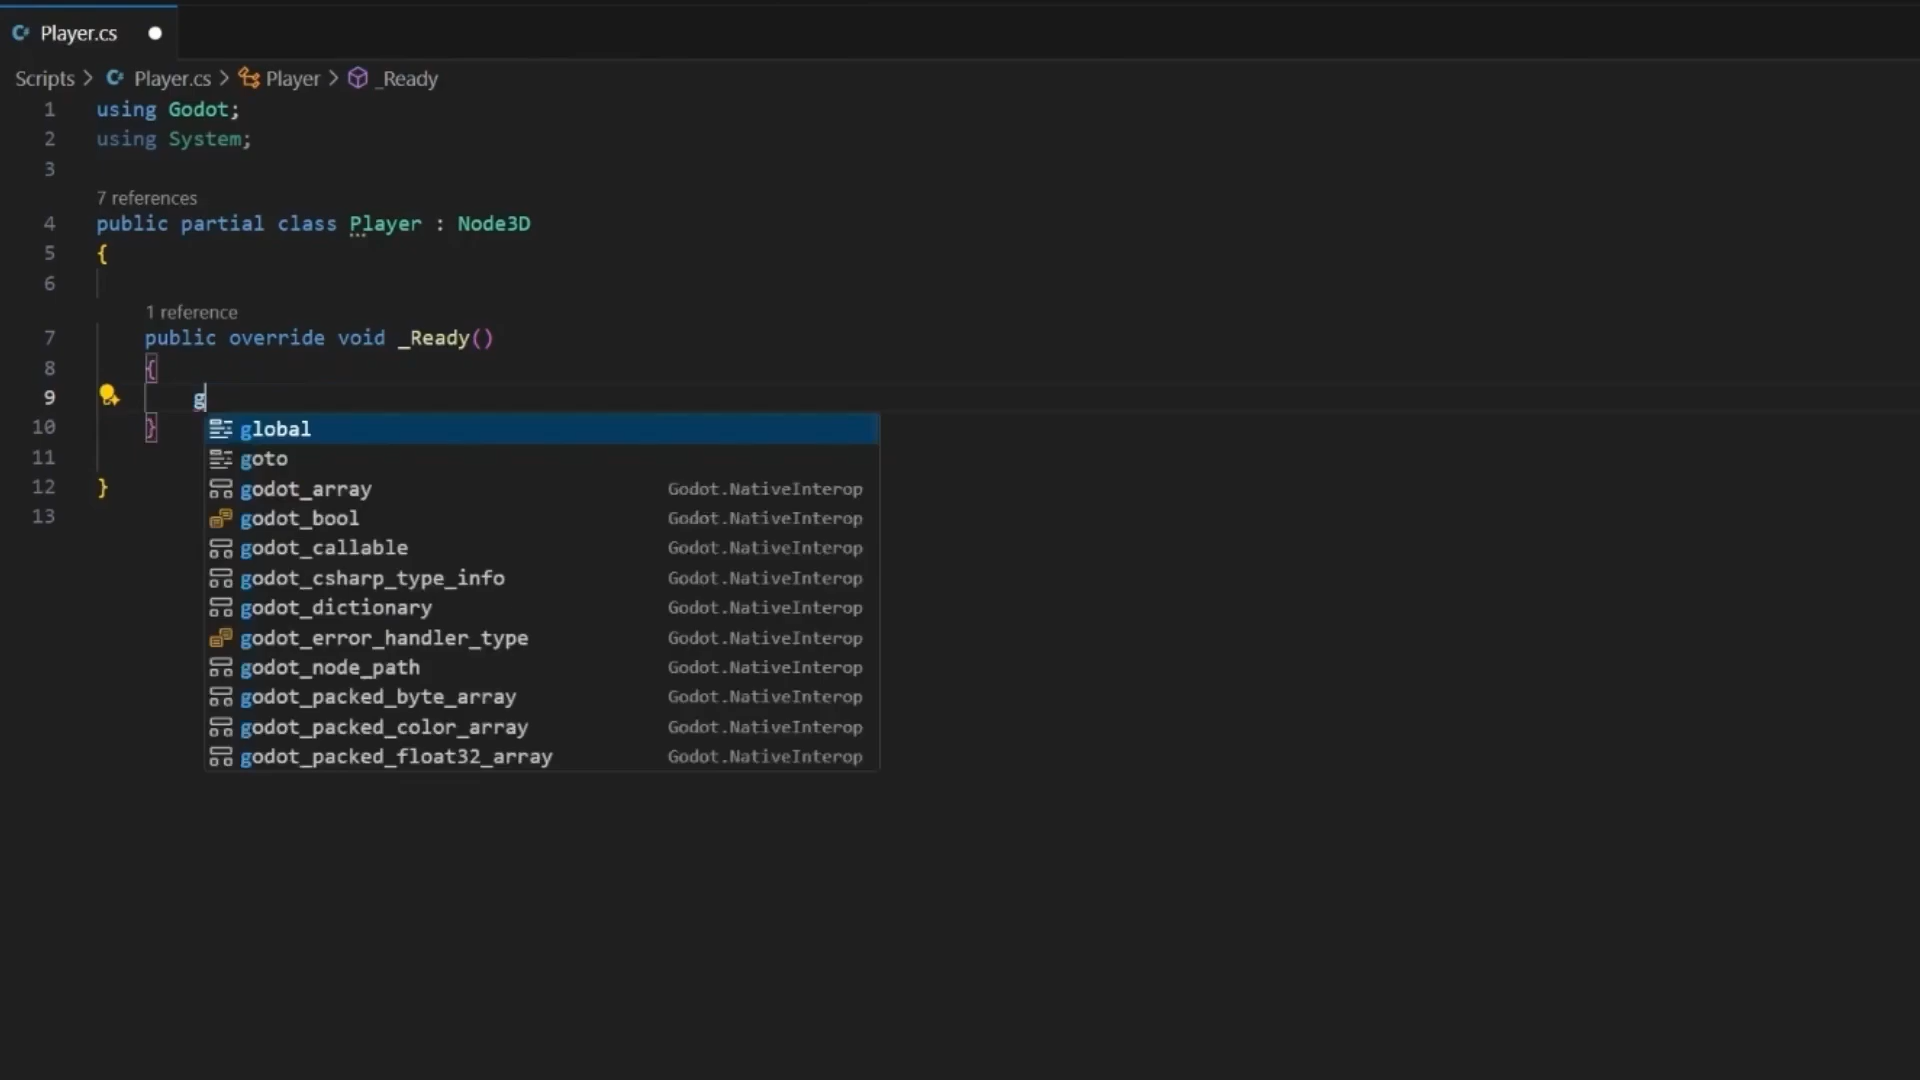 Player.cs
Scripts > Player.cs > Player > _Ready
1 using Godot;
2 using System;
3
7 references
4 public partial class Player : Node3D
5 {
6
1 reference
7 public override void _Ready()
8 {
9 g
10 }
11
12 }
13
global
goto
godot_array Godot.NativeInterop
godot_bool Godot.NativeInterop
godot_callable Godot.NativeInterop
godot_csharp_type_info Godot.NativeInterop
godot_dictionary Godot.NativeInterop
godot_error_handler_type Godot.NativeInterop
godot_node_path Godot.NativeInterop
godot_packed_byte_array Godot.NativeInterop
godot_packed_color_array Godot.NativeInterop
godot_packed_float32_array Godot.NativeInterop